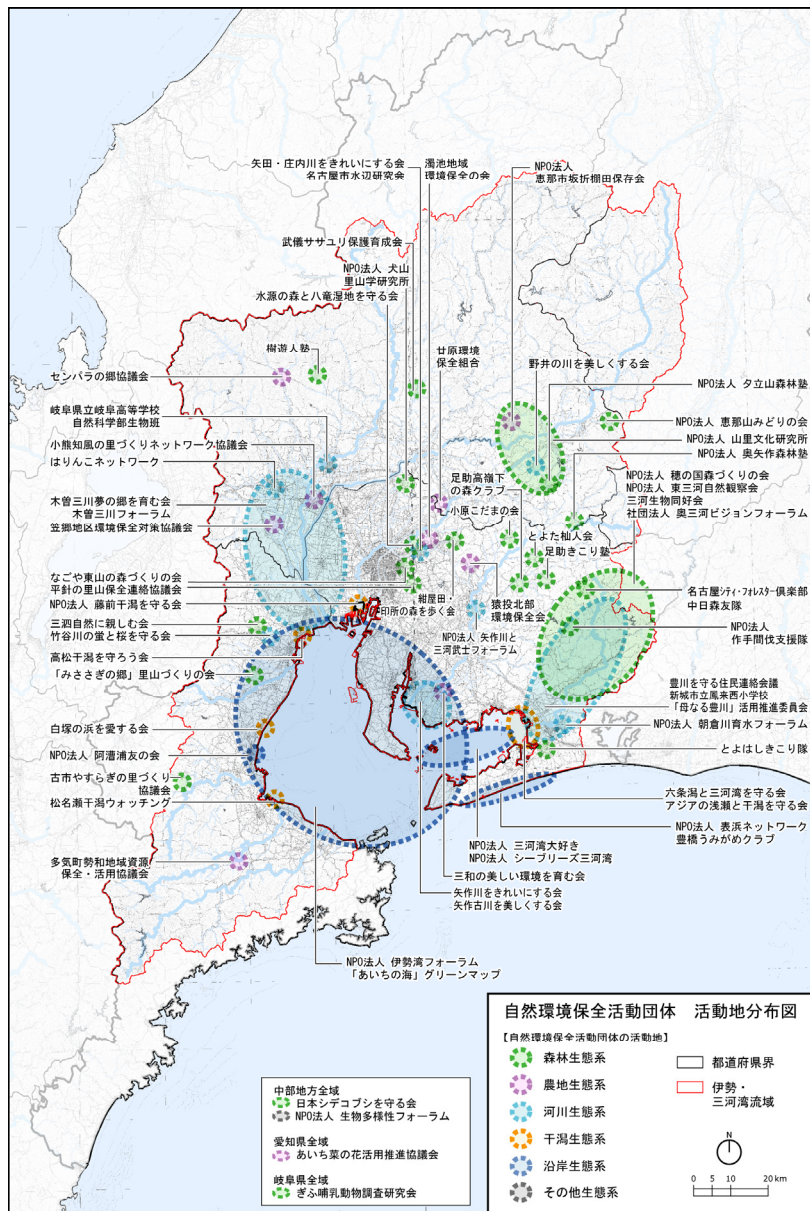 矢田・庄内川をきれいにする会
名古屋市水辺研究会
濁池地域
環境保全の会
NPO法人
恵那市坂折棚田保存会
武儀ササユリ保護育成会
NPO法人 犬山
里山学研究所
水源の森と八竜湿地を守る会
樹遊人塾
センパラの郷協議会
廿原環境
保全組合
野井の川を美しくする会
NPO法人 夕立山森林塾
岐阜県立岐阜高等学校
自然科学部生物班
NPO法人 恵那山みどりの会
NPO法人 山里文化研究所
NPO法人 奥矢作森林塾
小熊知風の里づくりネットワーク協議会
はりんこネットワーク
足助高嶺下
の森クラブ
NPO法人 穂の国森づくりの会
NPO法人 東三河自然観察会
三河生物同好会
社団法人 奥三河ビジョンフォーラム
木曽三川夢の郷を育む会
木曽三川フォーラム
笠郷地区環境保全対策協議会
小原こだまの会
とよた杣人会
足助きこり塾
なごや東山の森づくりの会
平針の里山保全連絡協議会
NPO法人 藤前干潟を守る会
紺屋田・
印所の森を歩く会
猿投北部
環境保全会
名古屋シティ・フォレスター倶楽部
中日森友隊
三泗自然に親しむ会
竹谷川の蛍と桜を守る会
NPO法人 矢作川と
三河武士フォーラム
NPO法人
作手間伐支援隊
高松干潟を守ろう会
「みささぎの郷」里山づくりの会
豊川を守る住民連絡会議
新城市立鳳来西小学校
「母なる豊川」活用推進委員会
白塚の浜を愛する会
NPO法人 朝倉川育水フォーラム
NPO法人 阿漕浦友の会
とよはしきこり隊
古市やすらぎの里づくり
協議会
松名瀬干潟ウォッチング
六条潟と三河湾を守る会
アジアの浅瀬と干潟を守る会
NPO法人 表浜ネットワーク
豊橋うみがめクラブ
NPO法人 三河湾大好き
NPO法人 シーブリーズ三河湾
多気町勢和地域資源
保全・活用協議会
三和の美しい環境を育む会
矢作川をきれいにする会
矢作古川を美しくする会
NPO法人 伊勢湾フォーラム
「あいちの海」グリーンマップ
自然環境保全活動団体 活動地分布図
【自然環境保全活動団体の活動地】
森林生態系
農地生態系
河川生態系
干潟生態系
沿岸生態系
その他生態系
都道府県界
伊勢・
三河湾流域
N
0 5 10 20 km
中部地方全域
日本シデコブシを守る会
NPO法人 生物多様性フォーラム
愛知県全域
あいち菜の花活用推進協議会
岐阜県全域
ぎふ哺乳動物調査研究会